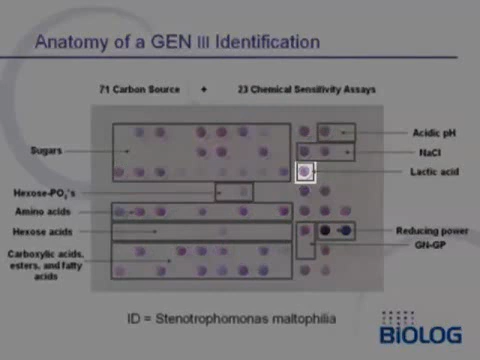 Anatomy of a GEN III Identification
71 Carbon Source + 23 Chemical Sensitivity Assays
Acidic pH
Sugars
NaCl
Lactic acid
Hexose-PO₄'s
Amino acids
Hexose acids
Reducing power
GN-GP
Carboxylic acids,
esters, and fatty
acids
ID = Stenotrophomonas maltophilia
BiOLOG